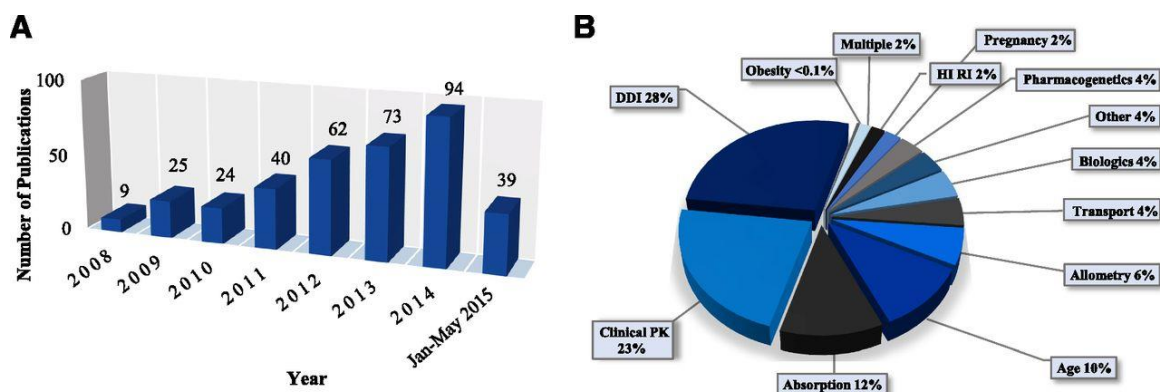 A
Number of Publications
100
50
0
9
25
24
40
62
73
94
39
2008
2009
2010
2011
2012
2013
2014
Jan-May 2015
Year
B
Multiple 2%
Pregnancy 2%
Obesity <0.1%
HI RI 2%
Pharmacogenetics 4%
DDI 28%
Other 4%
Biologics 4%
Transport 4%
Allometry 6%
Clinical PK
23%
Age 10%
Absorption 12%